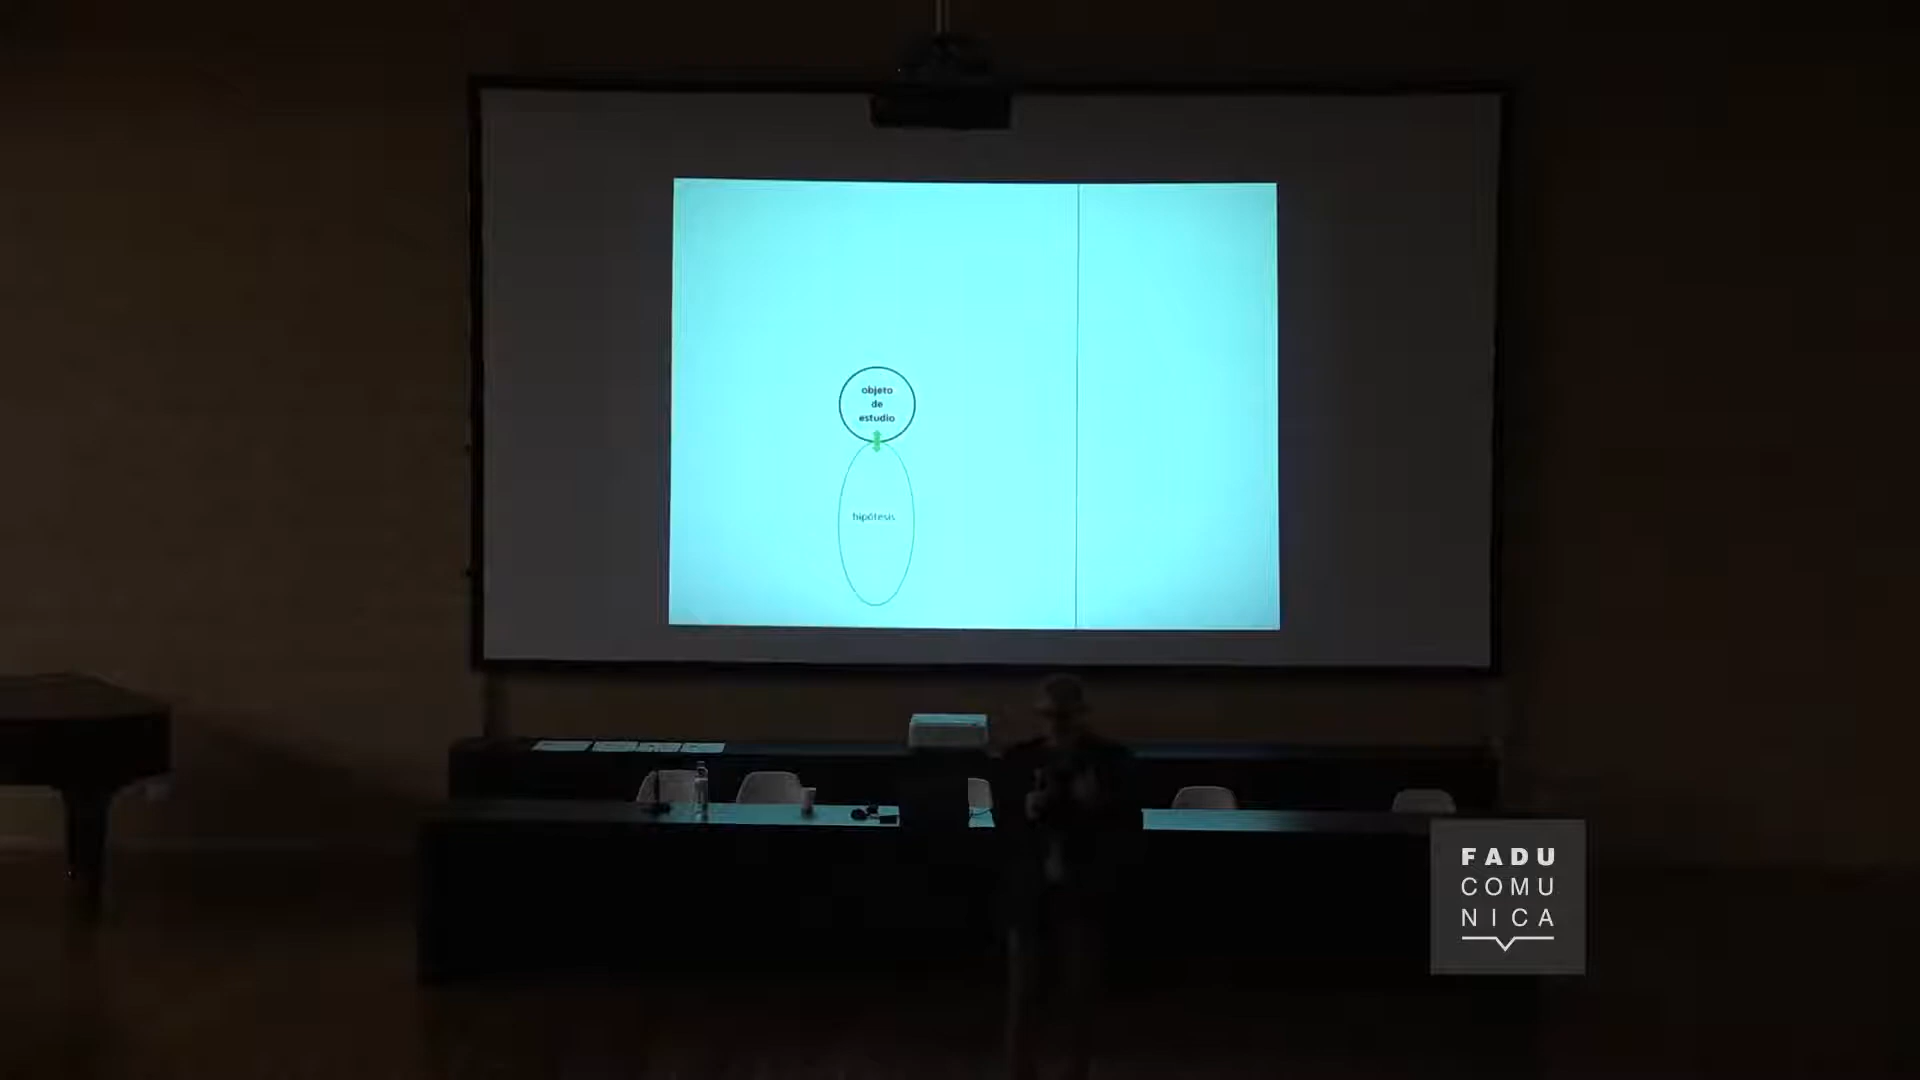 objeto
de
estudio
hipótesis
FADU
COMU
NICA